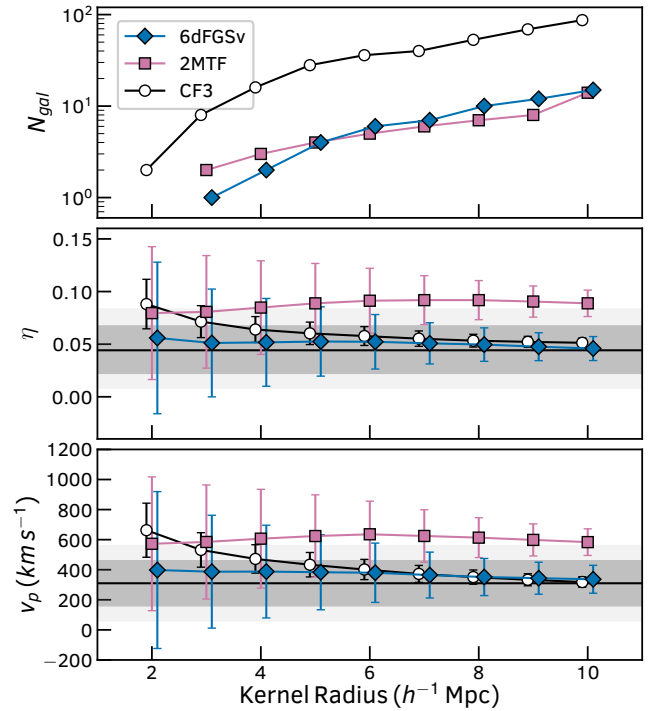 10²
10¹
10⁰
N_gal
6dFGSv
2MTF
CF3
0.15
0.10
0.05
0.00
η
1200
1000
800
600
400
200
0
−200
v_p (km s⁻¹)
2 4 6 8 10
Kernel Radius (h⁻¹ Mpc)